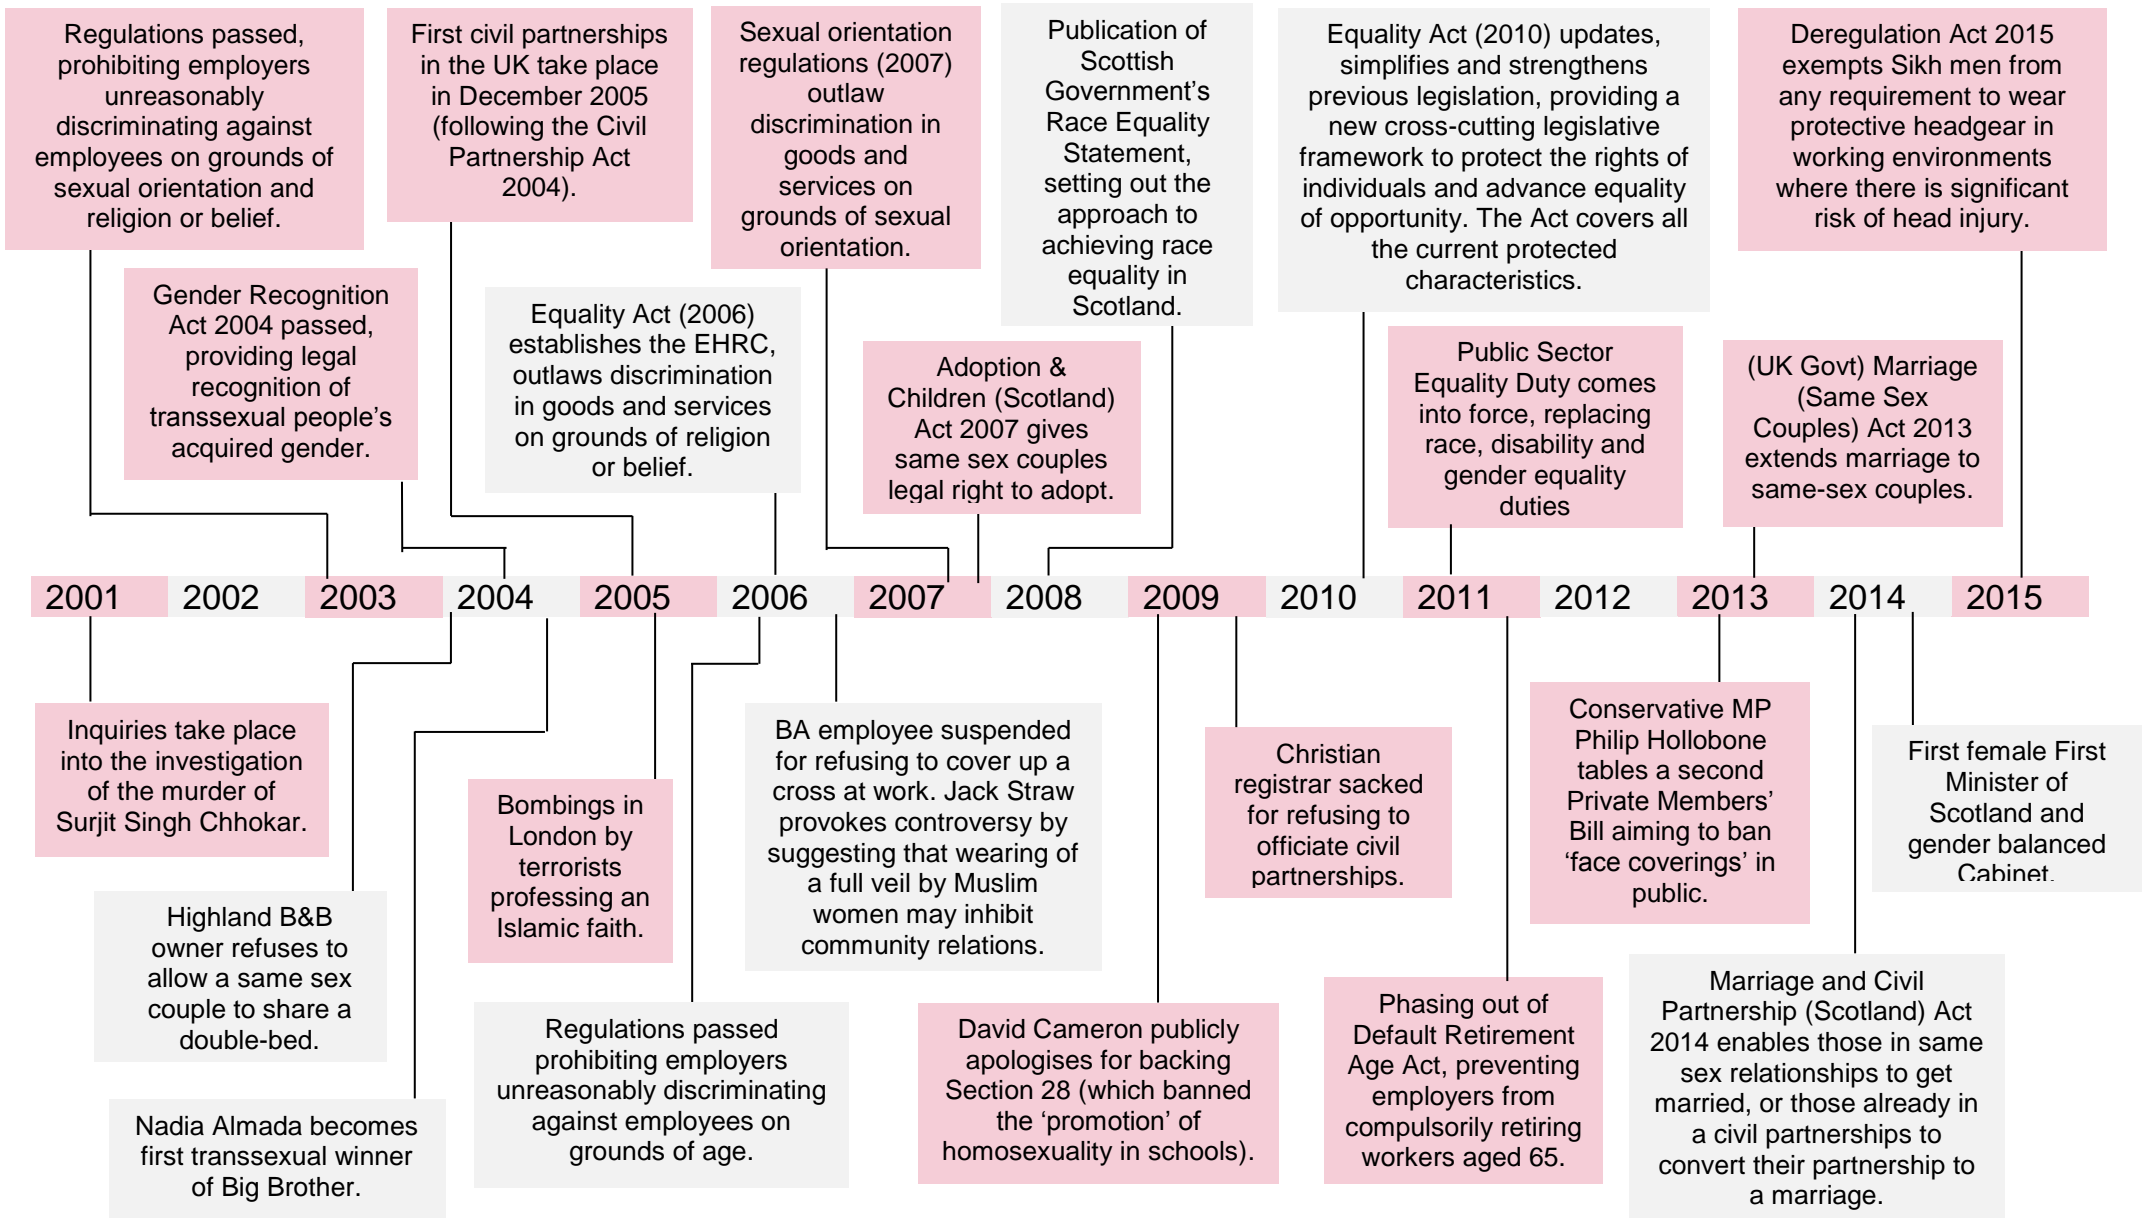 Regulations passed,
prohibiting employers
unreasonably
discriminating against
employees on grounds of
sexual orientation and
religion or belief.
First civil partnerships
in the UK take place
in December 2005
(following the Civil
Partnership Act
2004).
Sexual orientation
regulations (2007)
outlaw
discrimination in
goods and
services on
grounds of sexual
orientation.
Publication of
Scottish
Government’s
Race Equality
Statement,
setting out the
approach to
achieving race
equality in
Scotland.
Equality Act (2010) updates,
simplifies and strengthens
previous legislation, providing a
new cross-cutting legislative
framework to protect the rights of
individuals and advance equality
of opportunity. The Act covers all
the current protected
characteristics.
Deregulation Act 2015
exempts Sikh men from
any requirement to wear
protective headgear in
working environments
where there is significant
risk of head injury.
Gender Recognition
Act 2004 passed,
providing legal
recognition of
transsexual people’s
acquired gender.
Equality Act (2006)
establishes the EHRC,
outlaws discrimination
in goods and services
on grounds of religion
or belief.
Adoption &
Children (Scotland)
Act 2007 gives
same sex couples
legal right to adopt.
Public Sector
Equality Duty comes
into force, replacing
race, disability and
gender equality
duties
(UK Govt) Marriage
(Same Sex
Couples) Act 2013
extends marriage to
same-sex couples.
2001 2002 2003 2004 2005 2006 2007 2008 2009 2010 2011 2012 2013 2014 2015
Inquiries take place
into the investigation
of the murder of
Surjit Singh Chhokar.
Highland B&B
owner refuses to
allow a same sex
couple to share a
double-bed.
Nadia Almada becomes
first transsexual winner
of Big Brother.
Bombings in
London by
terrorists
professing an
Islamic faith.
Regulations passed
prohibiting employers
unreasonably discriminating
against employees on
grounds of age.
BA employee suspended
for refusing to cover up a
cross at work. Jack Straw
provokes controversy by
suggesting that wearing of
a full veil by Muslim
women may inhibit
community relations.
David Cameron publicly
apologises for backing
Section 28 (which banned
the ‘promotion’ of
homosexuality in schools).
Christian
registrar sacked
for refusing to
officiate civil
partnerships.
Phasing out of
Default Retirement
Age Act, preventing
employers from
compulsorily retiring
workers aged 65.
Conservative MP
Philip Hollobone
tables a second
Private Members’
Bill aiming to ban
‘face coverings’ in
public.
Marriage and Civil
Partnership (Scotland) Act
2014 enables those in same
sex relationships to get
married, or those already in
a civil partnerships to
convert their partnership to
a marriage.
First female First
Minister of
Scotland and
gender balanced
Cabinet.